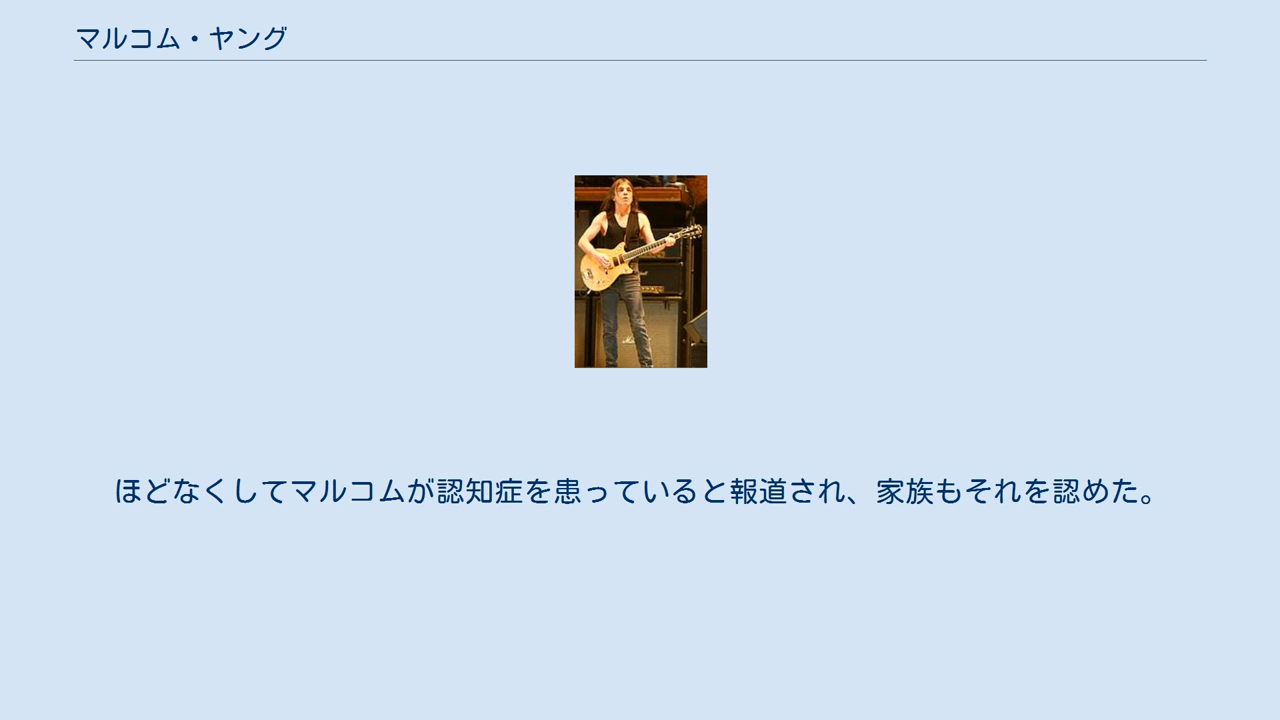 マルコム・ヤング
ほどなくしてマルコムが認知症を患っていると報道され、家族もそれを認めた。